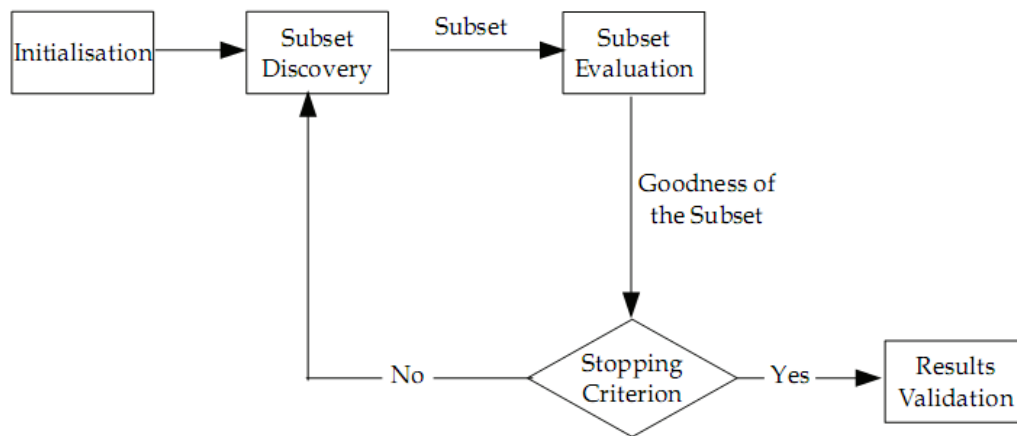 Initialisation
Subset
Discovery
Subset
Subset
Evaluation
Goodness of
the Subset
Stopping
Criterion
No
Yes
Results
Validation